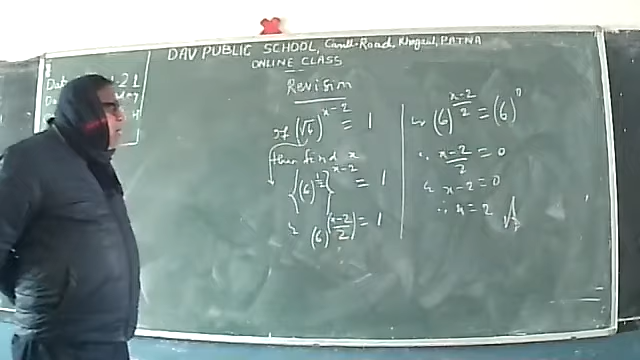 DAV PUBLIC SCHOOL, Cantt-Road, Khagaul, PATNA
ONLINE CLASS
Revision
If (√6)^{x-2} = 1
then find x
{(6)^{1/2}}^{x-2} = 1
(6)^{(x-2)/2} = 1
(6)^{(x-2)/2} = (6)^0
∴ (x-2)/2 = 0
x-2 = 0
∴ x = 2